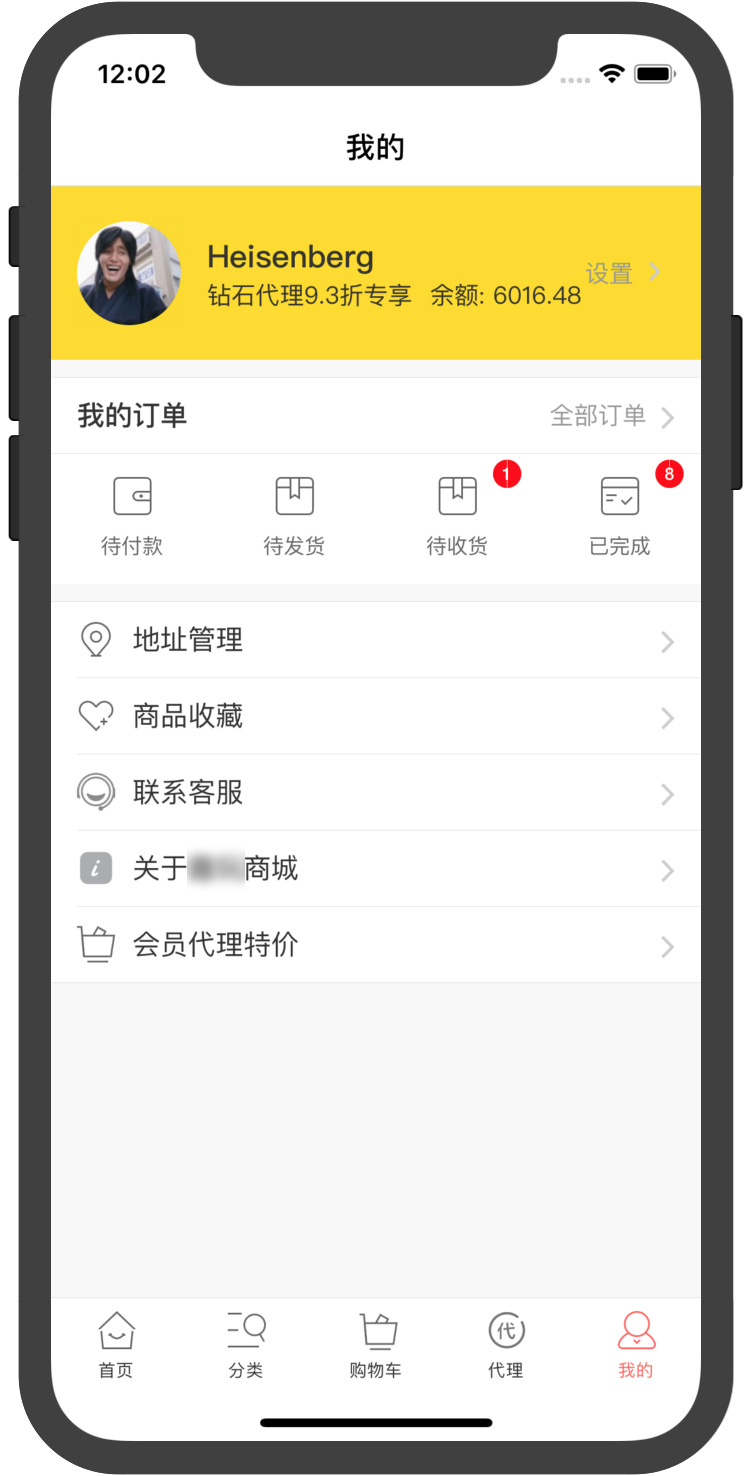 12:02
我的
Heisenberg
设置
钻石代理9.3折专享 余额: 6016.48
我的订单 全部订单
1 8
待付款 待发货 待收货 已完成
地址管理
商品收藏
联系客服
关于 商城
会员代理特价
代
首页 分类 购物车 代理 我的